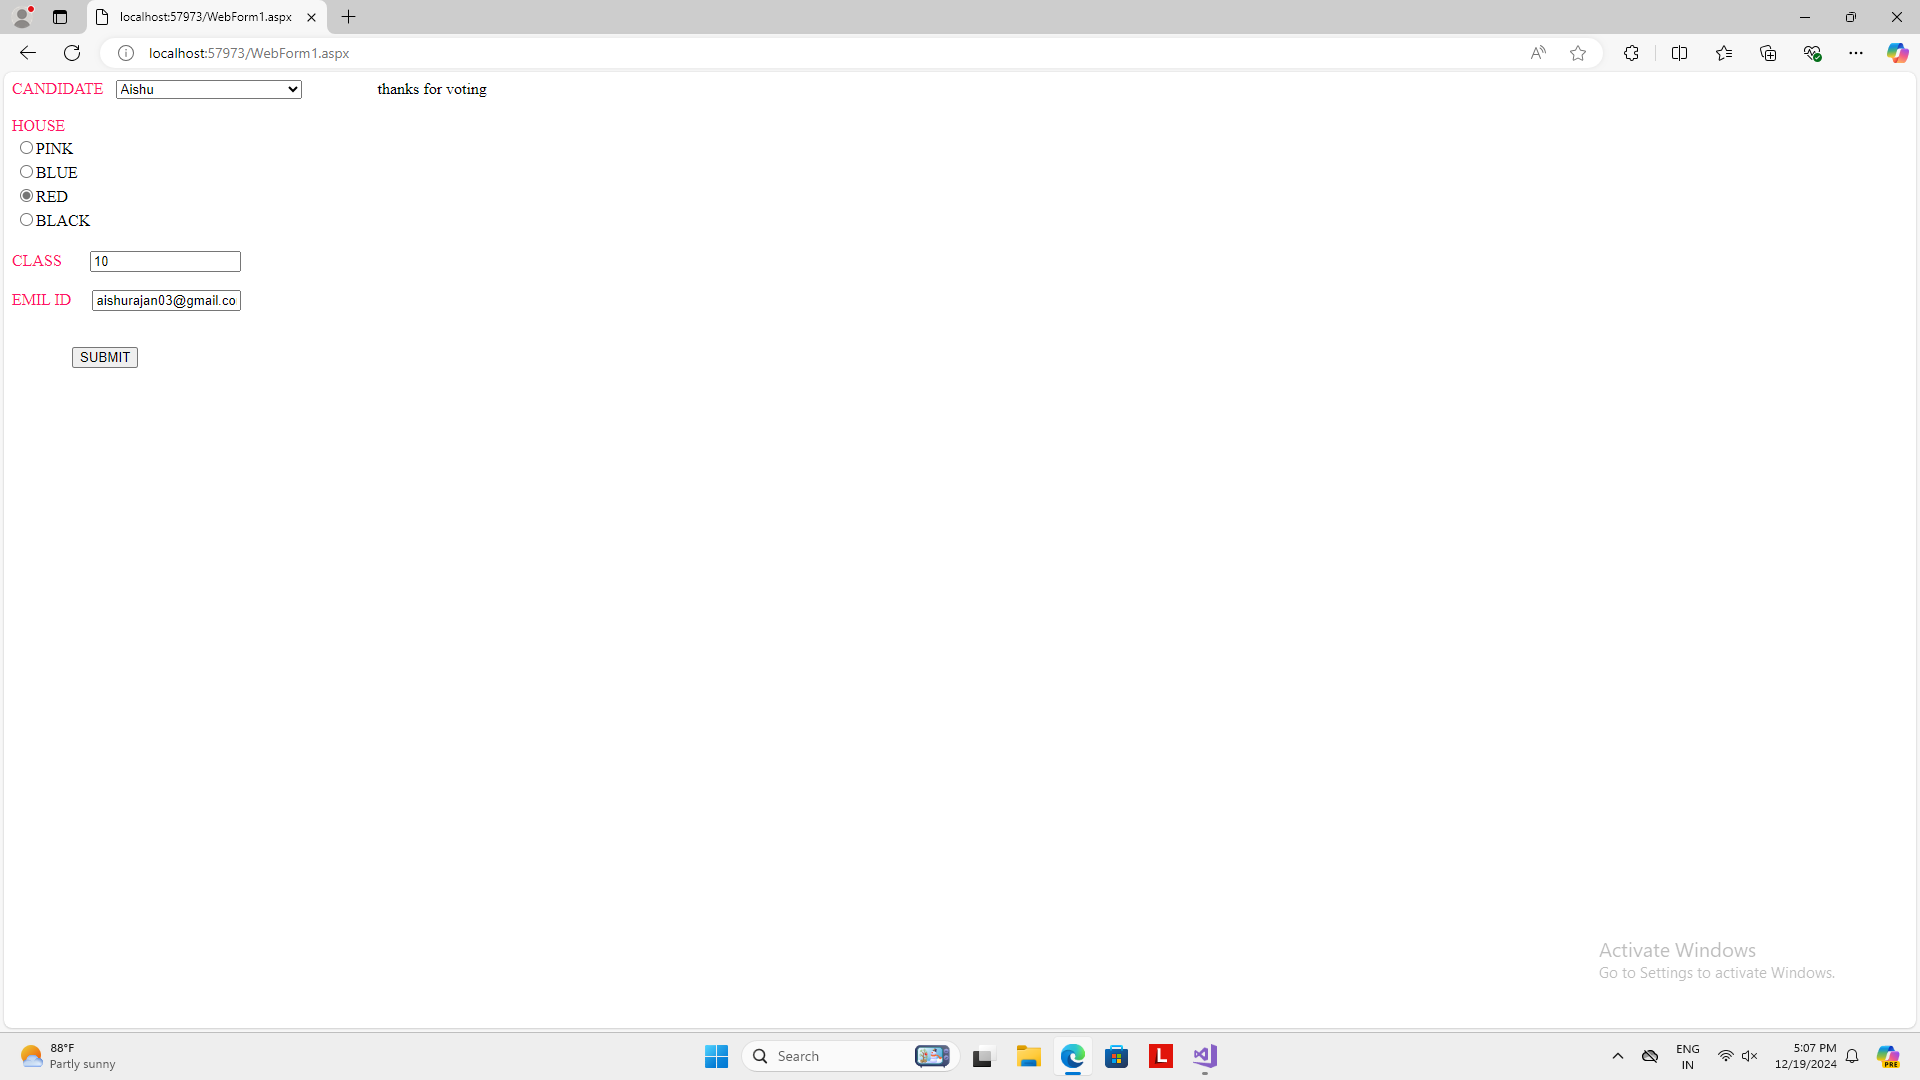 localhost:57973/WebForm1.aspx
localhost:57973/WebForm1.aspx
CANDIDATE Aishu thanks for voting
HOUSE
PINK
BLUE
RED
BLACK
CLASS 10
EMIL ID aishurajan03@gmail.co
SUBMIT
Activate Windows
Go to Settings to activate Windows.
88°F
Partly sunny
Search
L
ENG
IN
5:07 PM
12/19/2024
PRE